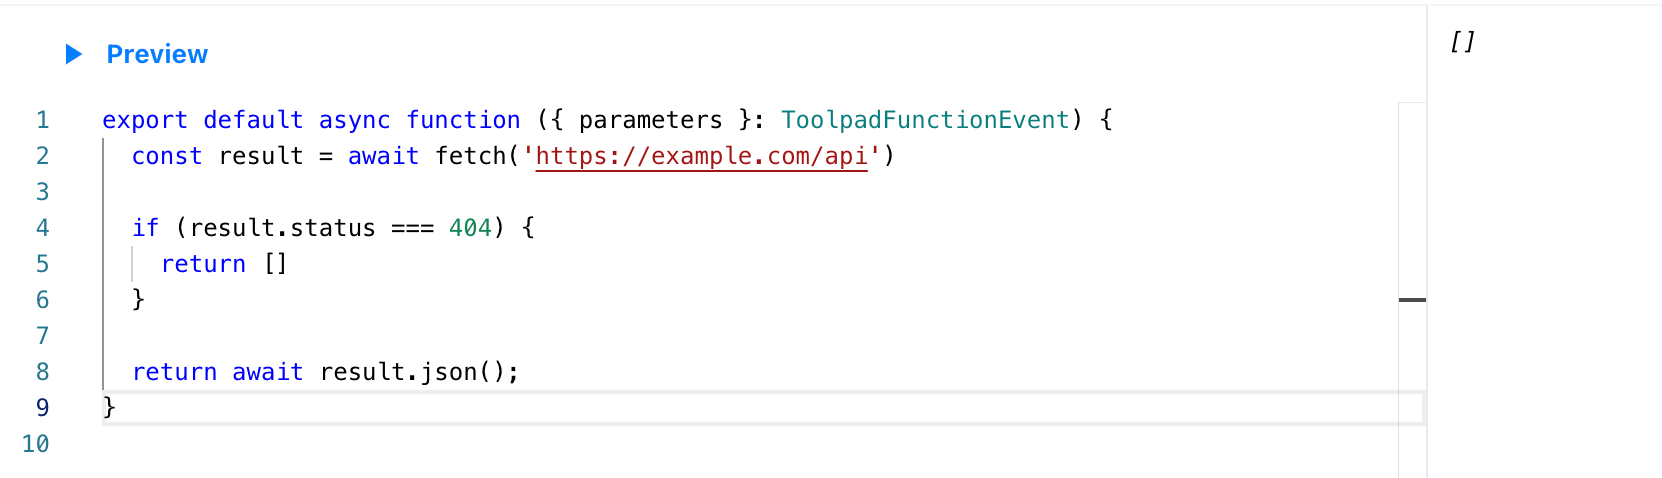 Preview
[]
1 export default async function ({ parameters }: ToolpadFunctionEvent) {
2   const result = await fetch('https://example.com/api')
3
4   if (result.status === 404) {
5     return []
6   }
7
8   return await result.json();
9 }
10